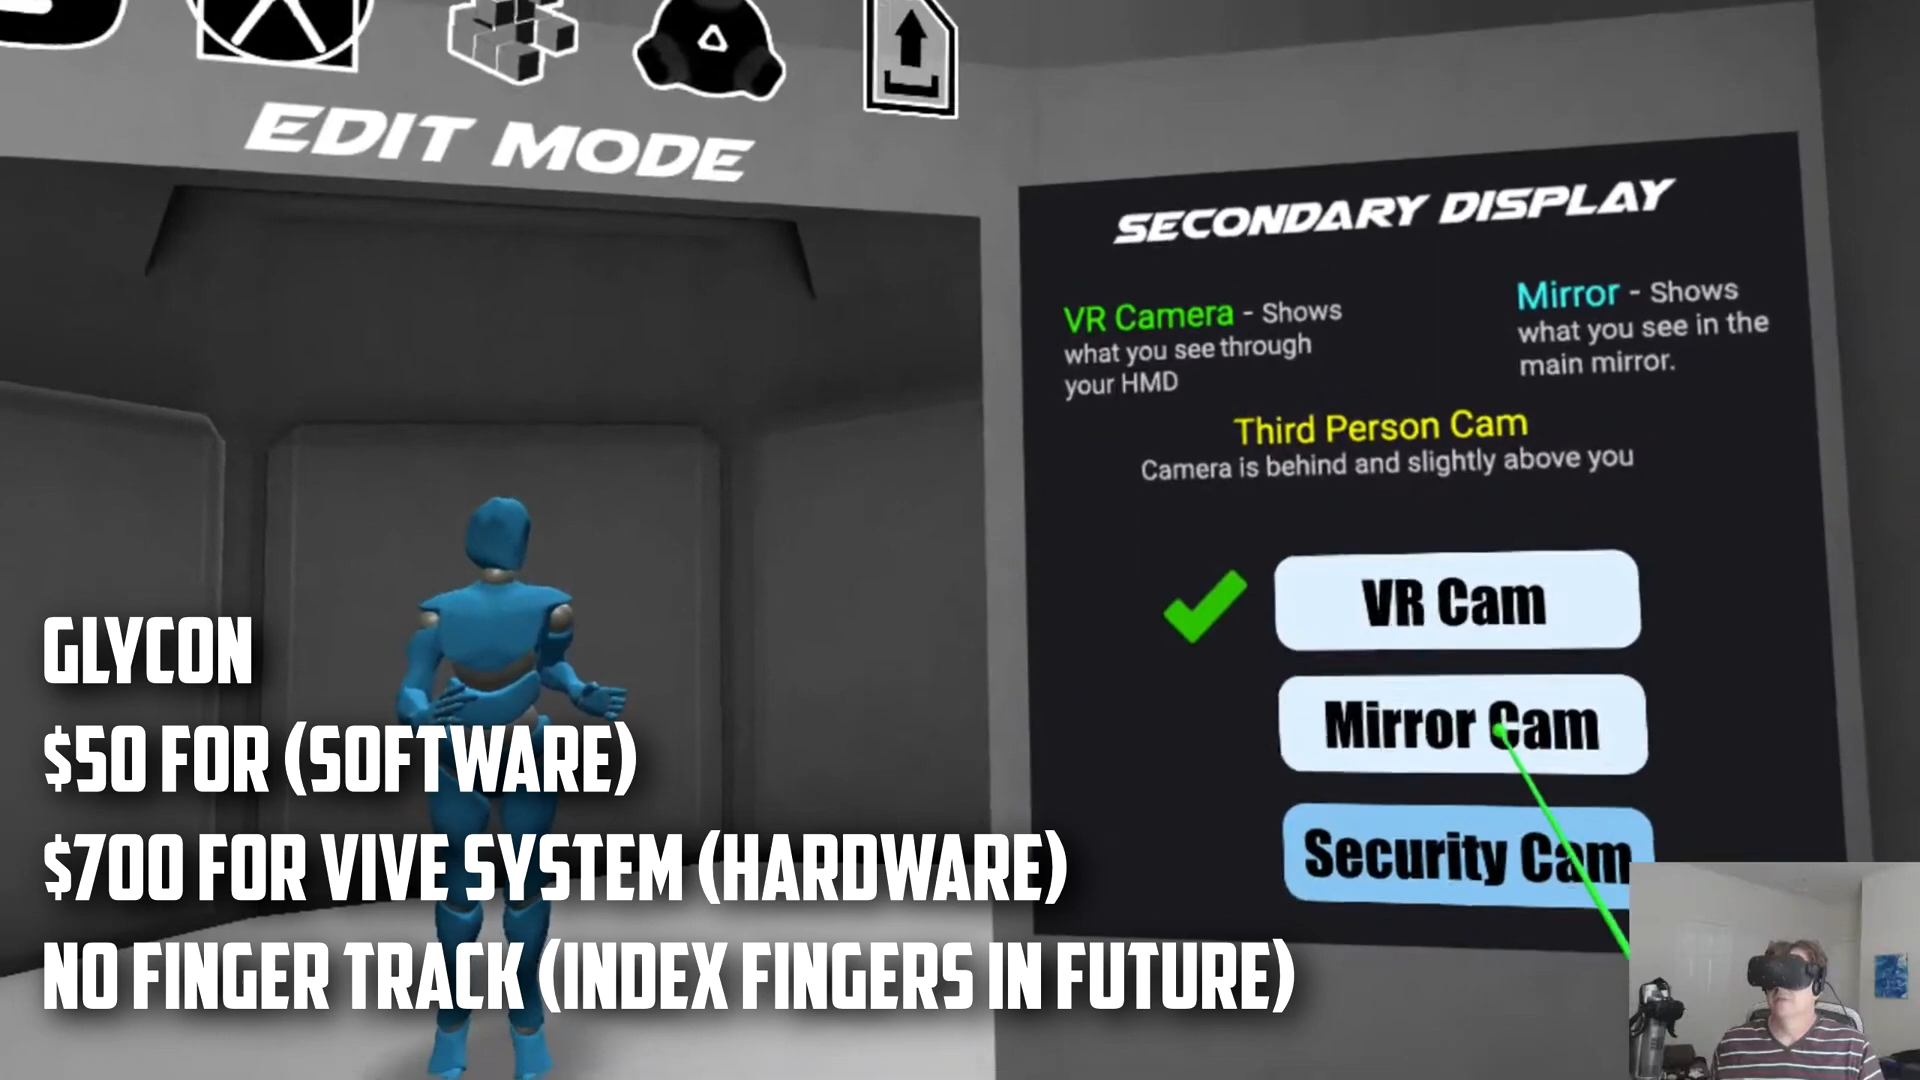 EDIT MODE
SECONDARY DISPLAY
VR Camera - Shows
what you see through
your HMD
Mirror - Shows
what you see in the
main mirror.
Third Person Cam
Camera is behind and slightly above you
VR Cam
Mirror Cam
Security Cam
GLYCON
$50 FOR (SOFTWARE)
$700 FOR VIVE SYSTEM (HARDWARE)
NO FINGER TRACK (INDEX FINGERS IN FUTURE)